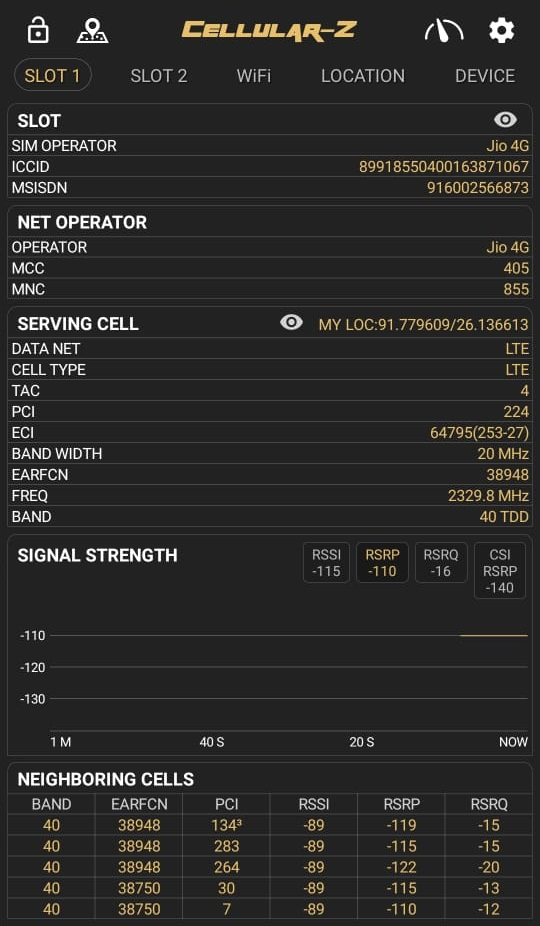 CELLULAR-Z
SLOT 1 SLOT 2 WiFi LOCATION DEVICE
SLOT
SIM OPERATOR Jio 4G
ICCID 89918550400163871067
MSISDN 916002566873
NET OPERATOR
OPERATOR Jio 4G
MCC 405
MNC 855
SERVING CELL MY LOC:91.779609/26.136613
DATA NET LTE
CELL TYPE LTE
TAC 4
PCI 224
ECI 64795(253-27)
BAND WIDTH 20 MHz
EARFCN 38948
FREQ 2329.8 MHz
BAND 40 TDD
SIGNAL STRENGTH
RSSI -115
RSRP -110
RSRQ -16
CSI RSRP -140
-110
-120
-130
1 M 40 S 20 S NOW
NEIGHBORING CELLS
BAND EARFCN PCI RSSI RSRP RSRQ
40 38948 134³ -89 -119 -15
40 38948 283 -89 -115 -15
40 38948 264 -89 -122 -20
40 38750 30 -89 -115 -13
40 38750 7 -89 -110 -12